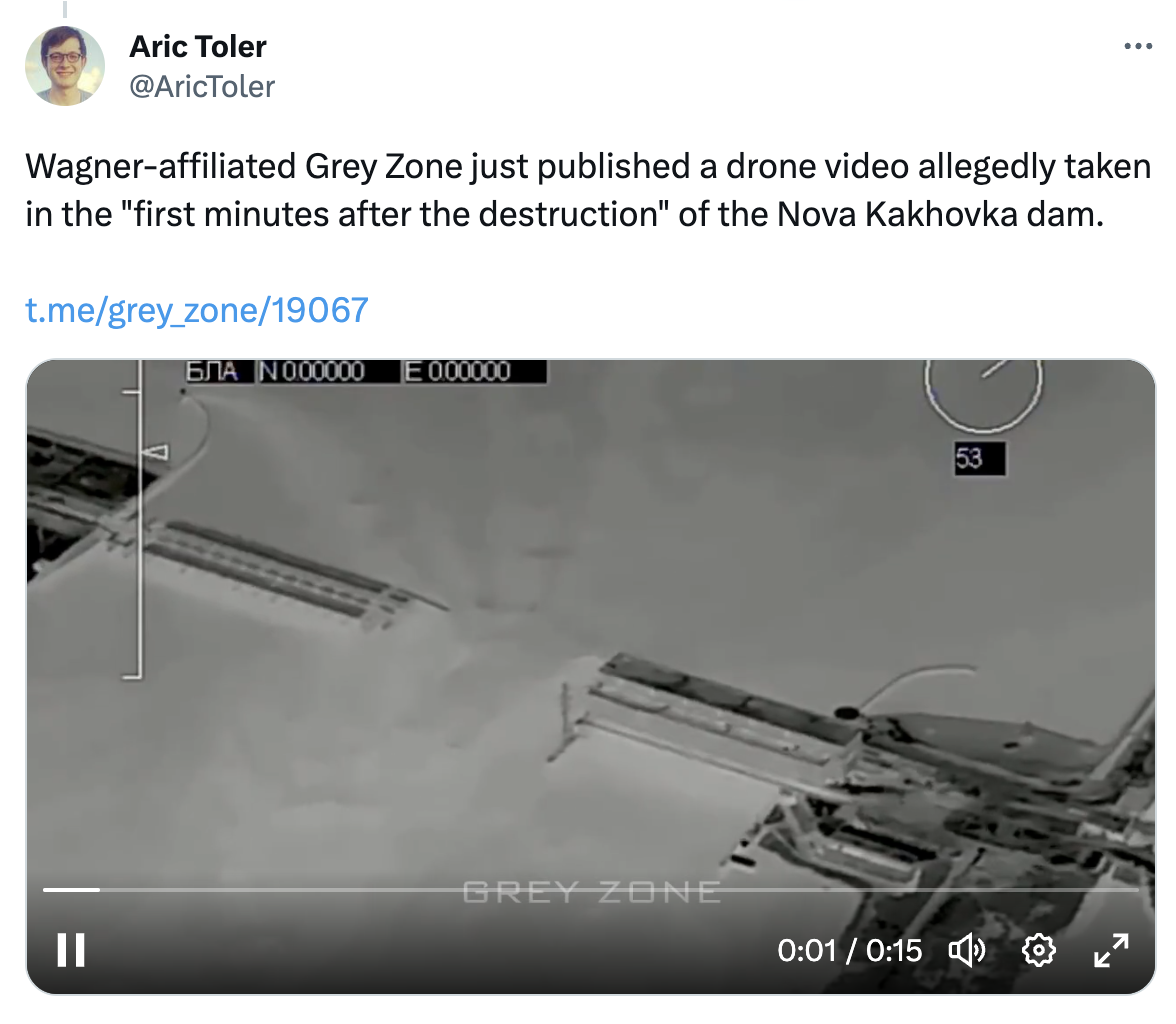 Aric Toler
@AricToler
Wagner-affiliated Grey Zone just published a drone video allegedly taken
in the "first minutes after the destruction" of the Nova Kakhovka dam.
t.me/grey_zone/19067
БЛА N 0.00000 E 0.00000
53
GREY ZONE
0:01 / 0:15